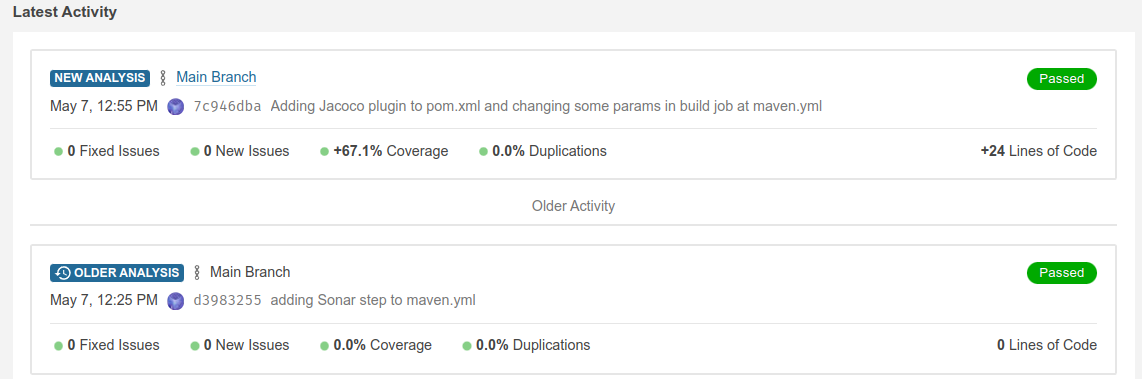 Latest Activity
NEW ANALYSIS Main Branch Passed
May 7, 12:55 PM 7c946dba Adding Jacoco plugin to pom.xml and changing some params in build job at maven.yml
0 Fixed Issues 0 New Issues +67.1% Coverage 0.0% Duplications +24 Lines of Code
Older Activity
OLDER ANALYSIS Main Branch Passed
May 7, 12:25 PM d3983255 adding Sonar step to maven.yml
0 Fixed Issues 0 New Issues 0.0% Coverage 0.0% Duplications 0 Lines of Code